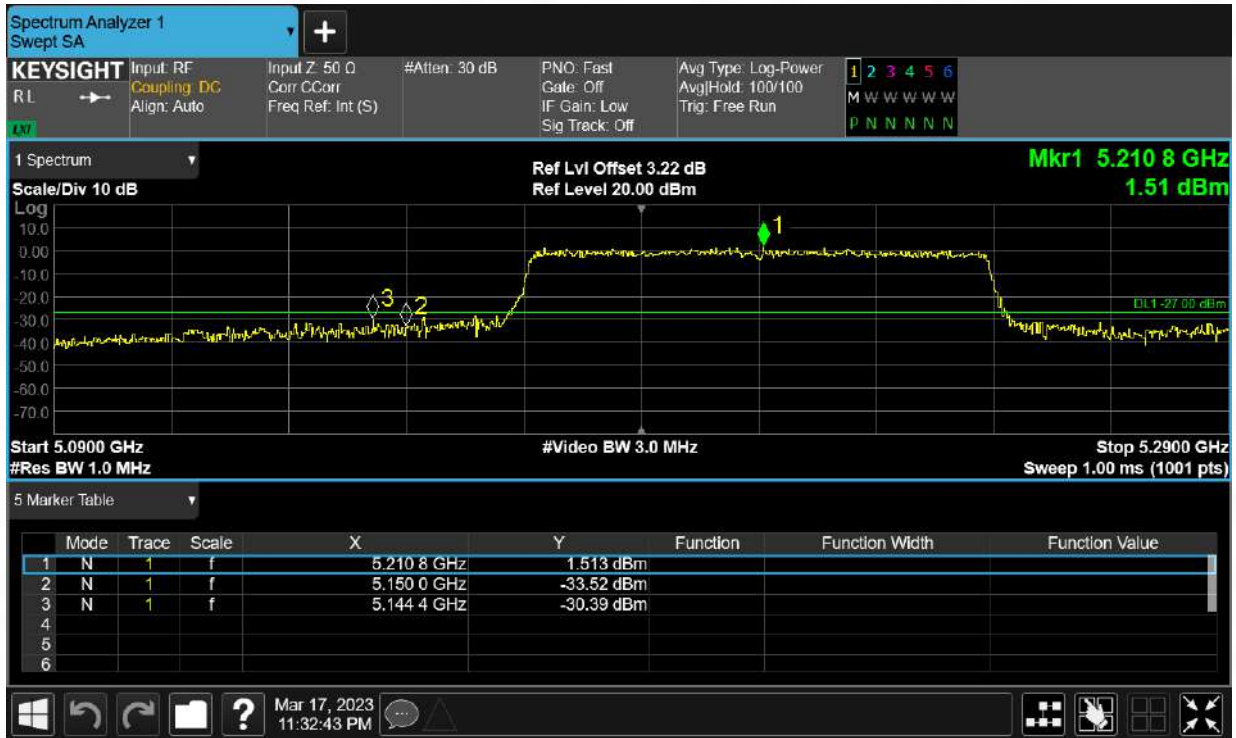 Spectrum Analyzer 1
Swept SA
+
KEYSIGHT
RL
LXI
Input: RF
Coupling: DC
Align: Auto
Input Z: 50 Ω
Corr CCorr
Freq Ref: Int (S)
#Atten: 30 dB
PNO: Fast
Gate: Off
IF Gain: Low
Sig Track: Off
Avg Type: Log-Power
Avg|Hold: 100/100
Trig: Free Run
1 2 3 4 5 6
M W W W W W
P N N N N N
1 Spectrum
Scale/Div 10 dB
Ref Lvl Offset 3.22 dB
Ref Level 20.00 dBm
Mkr1 5.210 8 GHz
1.51 dBm
Log
10.0
0.00
-10.0
-20.0
-30.0
-40.0
-50.0
-60.0
-70.0
1
3
2
DL1 -27.00 dBm
Start 5.0900 GHz
#Res BW 1.0 MHz
#Video BW 3.0 MHz
Stop 5.2900 GHz
Sweep 1.00 ms (1001 pts)
5 Marker Table
Mode Trace Scale X Y Function Function Width Function Value
1 N 1 f 5.210 8 GHz 1.513 dBm
2 N 1 f 5.150 0 GHz -33.52 dBm
3 N 1 f 5.144 4 GHz -30.39 dBm
4
5
6
?
Mar 17, 2023
11:32:43 PM